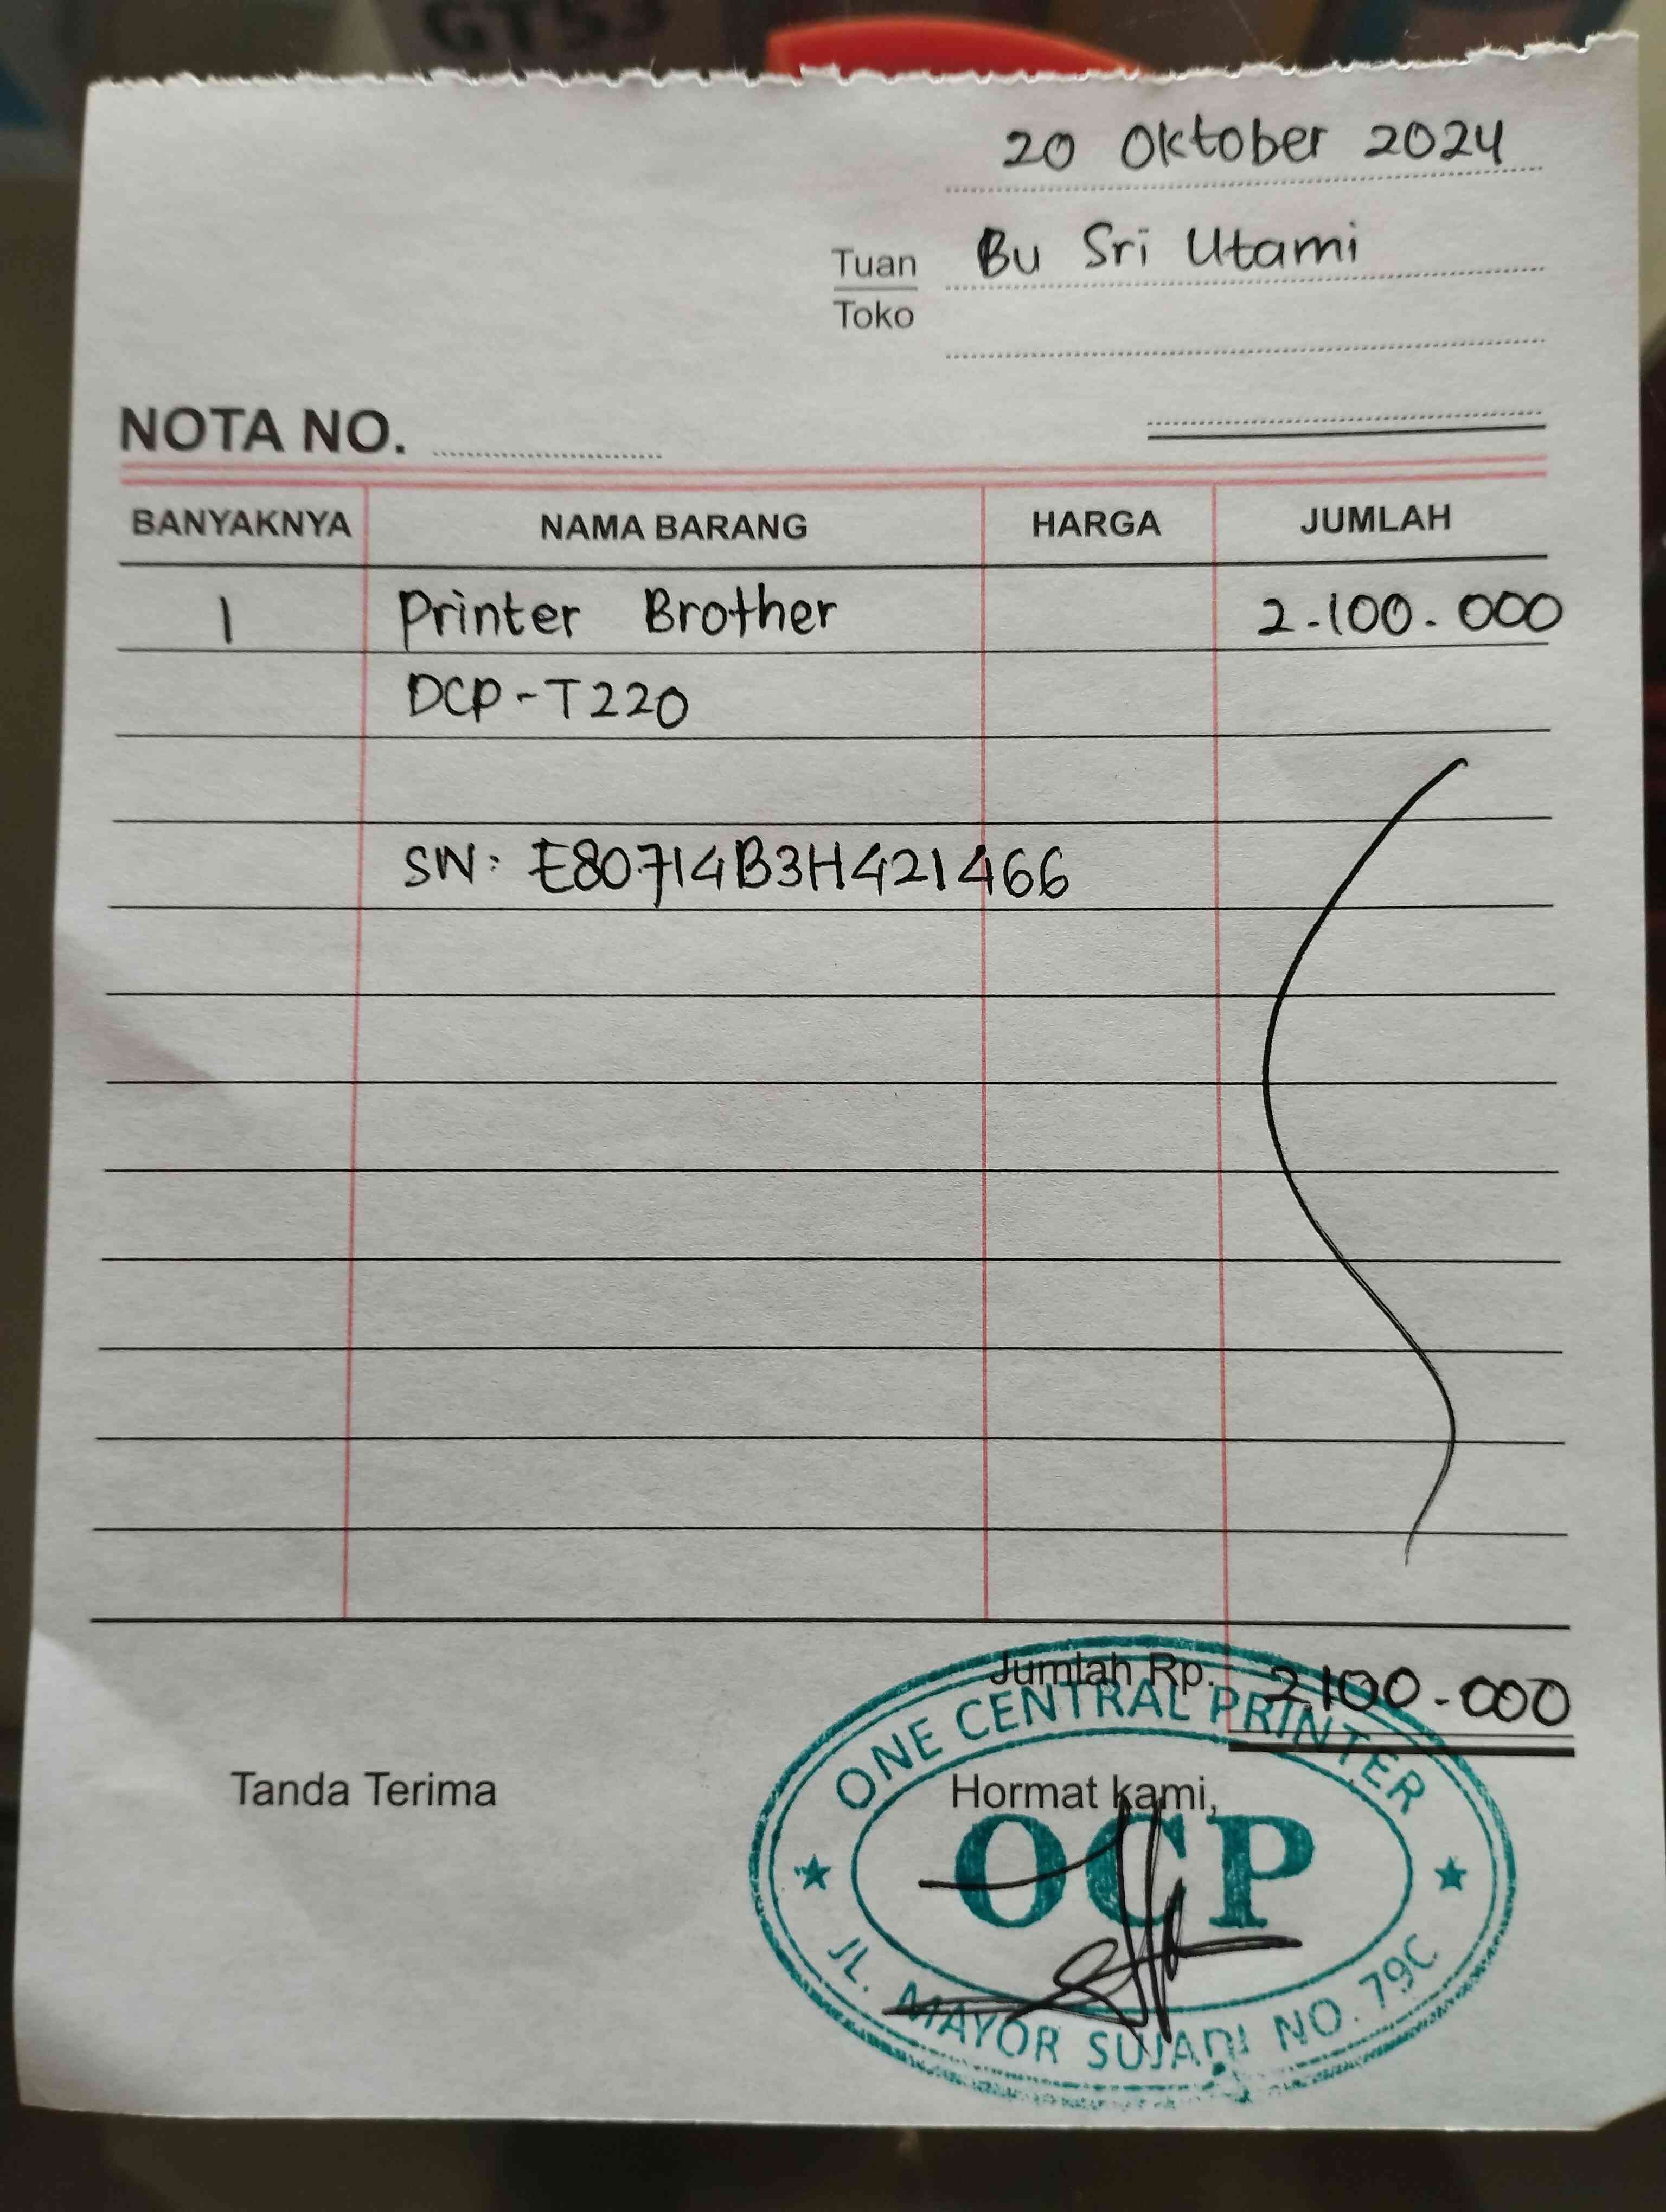 GT53
20 Oktober 2024
Tuan Bu Sri Utami
Toko
NOTA NO.
BANYAKNYA NAMA BARANG HARGA JUMLAH
1 Printer Brother 2.100.000
DCP-T220
SN: E80714B3H421466
Jumlah Rp. 2.100.000
Tanda Terima
Hormat kami,
ONE CENTRAL PRINTER
OCP
JL. MAYOR SUJADI NO. 79C